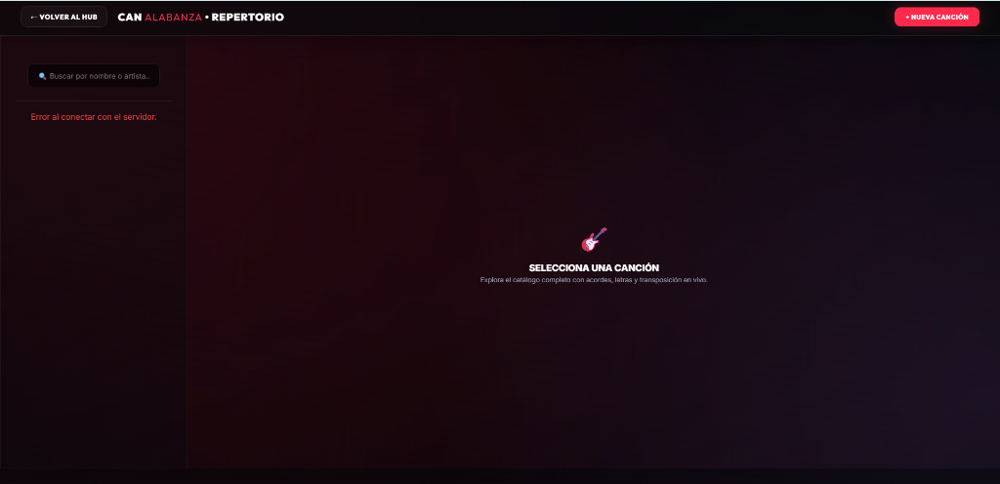 ← VOLVER AL HUB
CAN ALABANZA • REPERTORIO
+ NUEVA CANCIÓN
Buscar por nombre o artista..
Error al conectar con el servidor.
SELECCIONA UNA CANCIÓN
Explora el catálogo completo con acordes, letras y transposición en vivo.